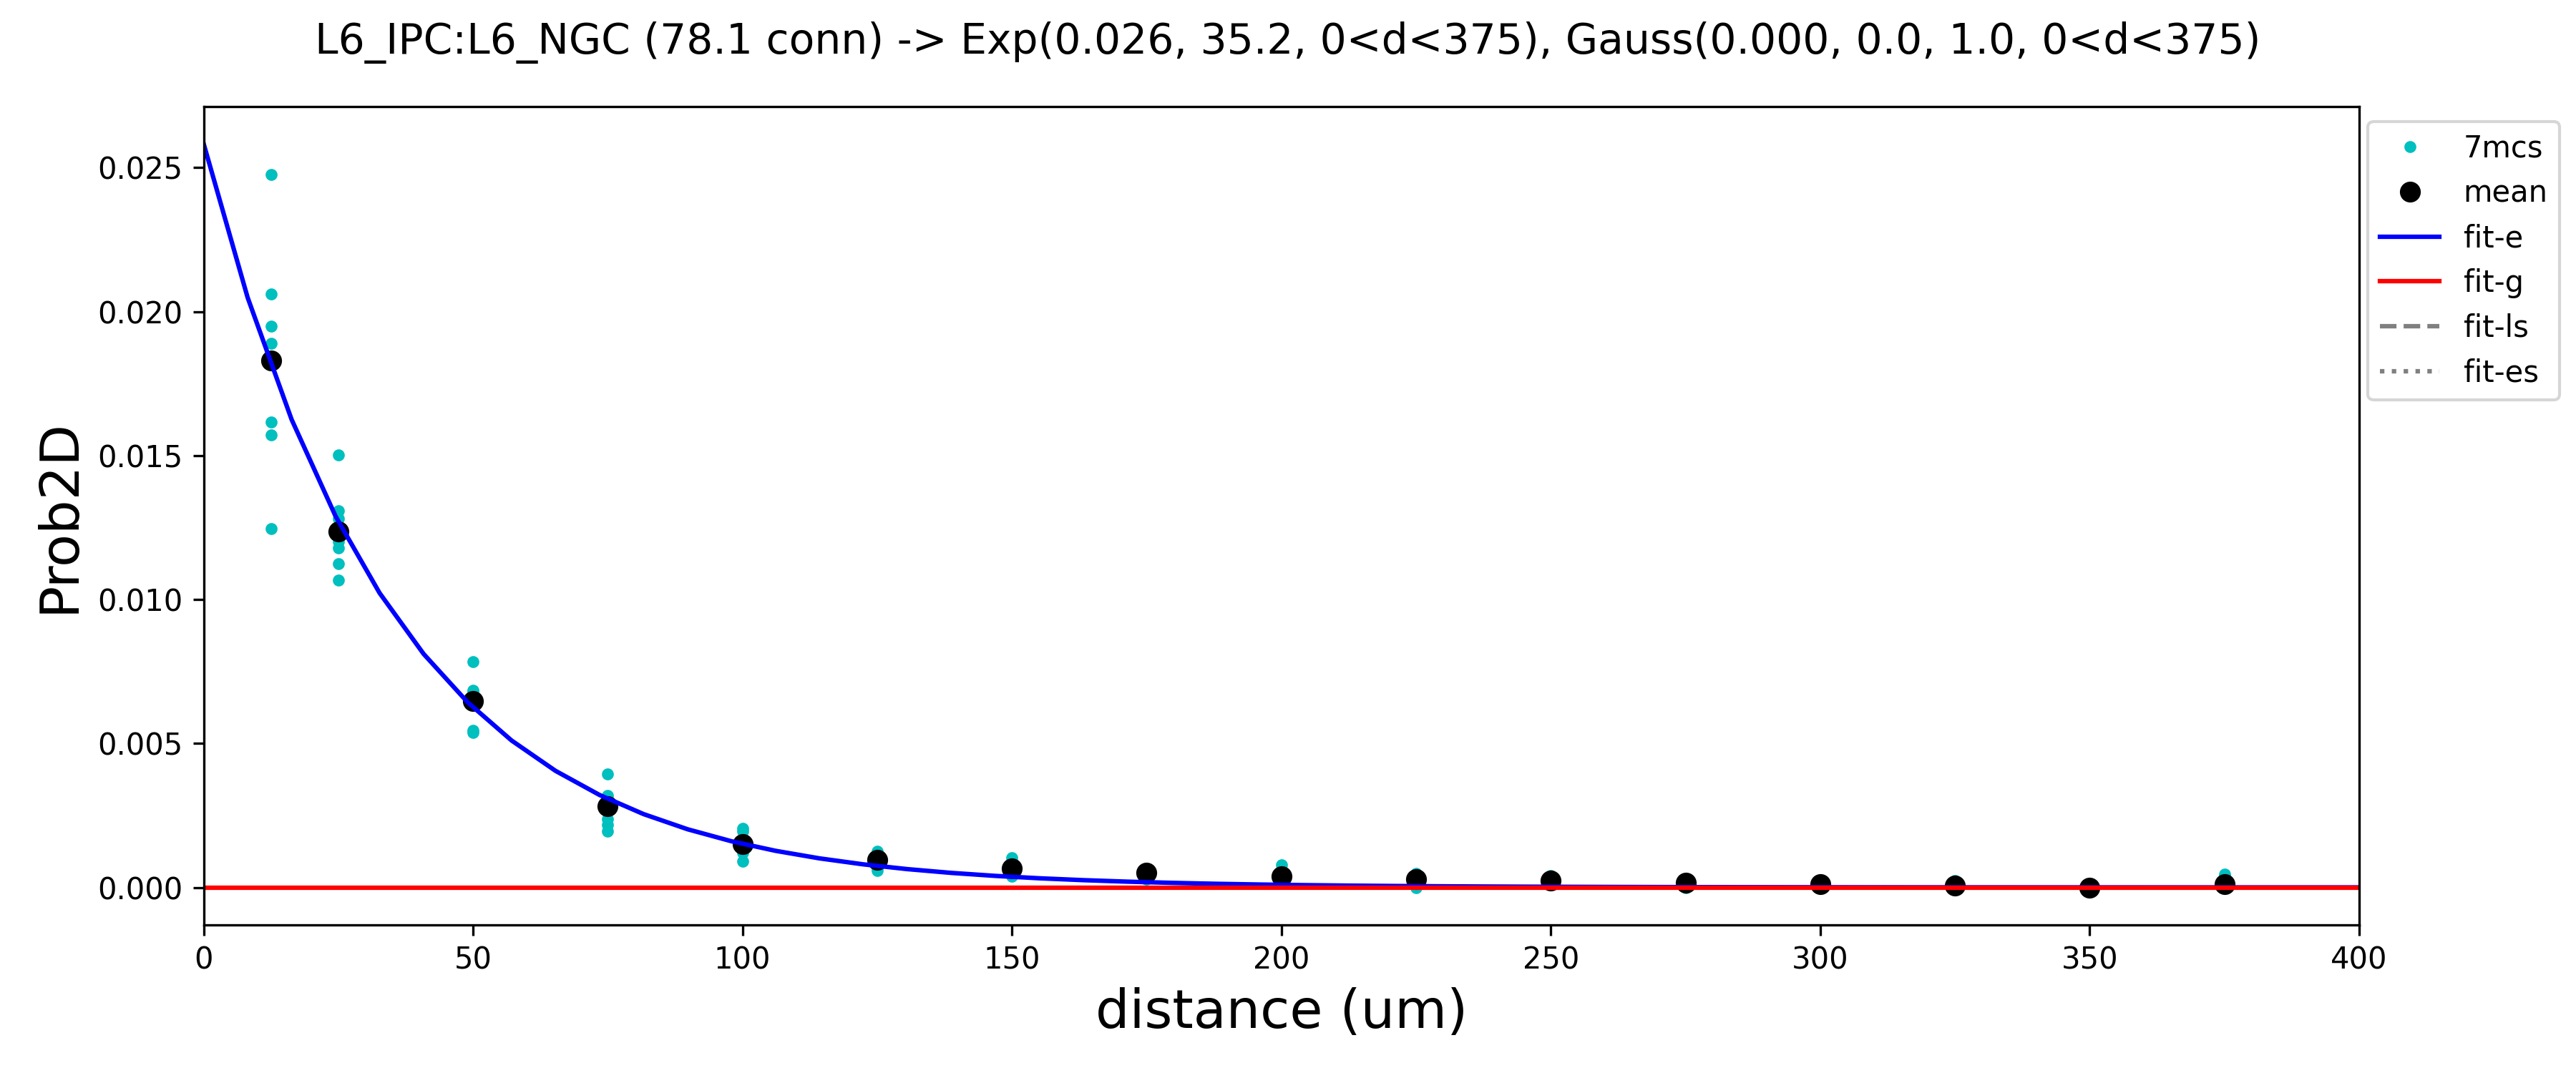 L6_IPC:L6_NGC (78.1 conn) -> Exp(0.026, 35.2, 0<d<375), Gauss(0.000, 0.0, 1.0, 0<d<375)
Prob2D
0.025
0.020
0.015
0.010
0.005
0.000
0 50 100 150 200 250 300 350 400
distance (um)
7mcs
mean
fit-e
fit-g
fit-ls
fit-es